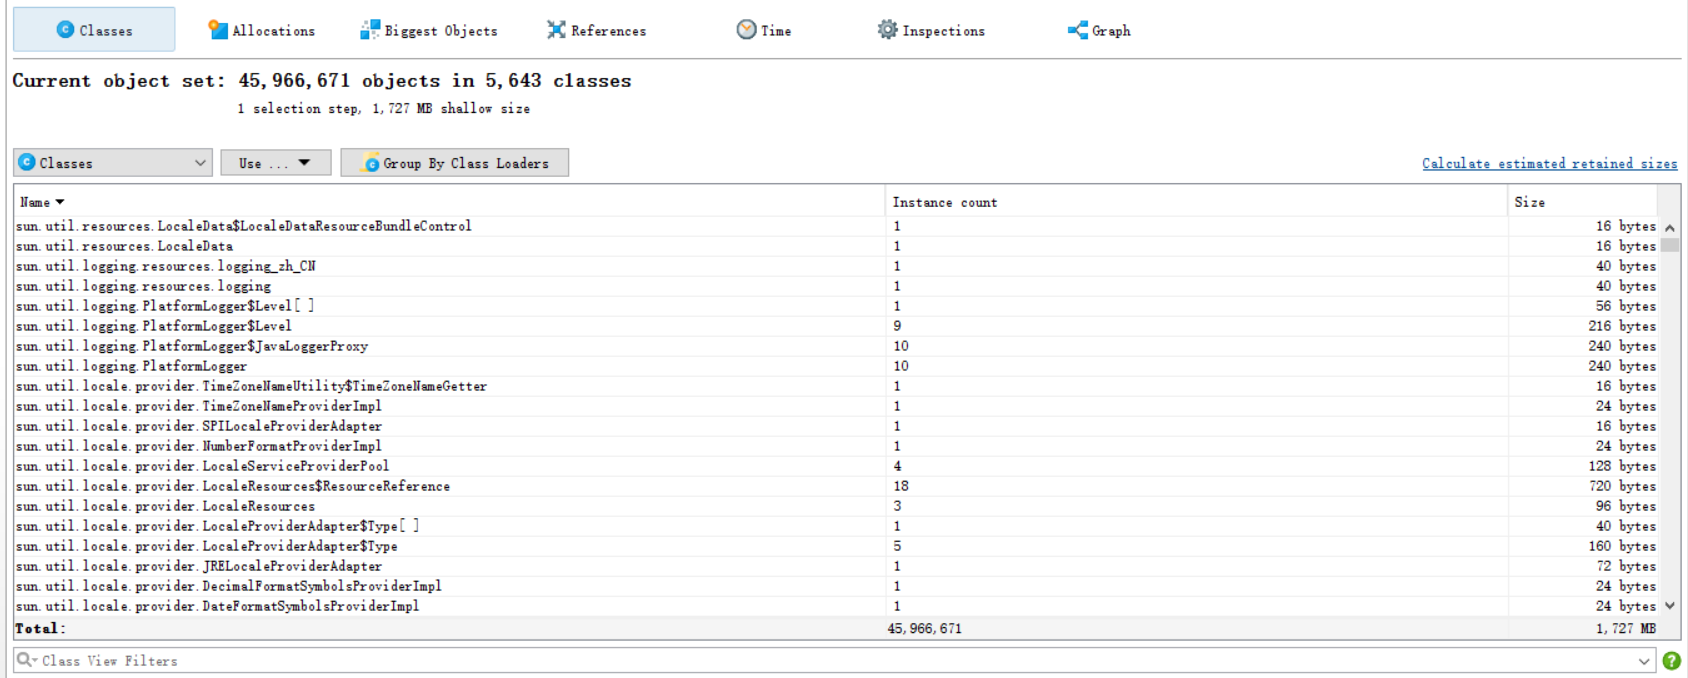 Classes Allocations Biggest Objects References Time Inspections Graph
Current object set: 45,966,671 objects in 5,643 classes
1 selection step, 1,727 MB shallow size
Classes Use ... Group By Class Loaders Calculate estimated retained sizes
Name Instance count Size
sun.util.resources.LocaleData$LocaleDataResourceBundleControl 1 16 bytes
sun.util.resources.LocaleData 1 16 bytes
sun.util.logging.resources.logging_zh_CN 1 40 bytes
sun.util.logging.resources.logging 1 40 bytes
sun.util.logging.PlatformLogger$Level[ ] 1 56 bytes
sun.util.logging.PlatformLogger$Level 9 216 bytes
sun.util.logging.PlatformLogger$JavaLoggerProxy 10 240 bytes
sun.util.logging.PlatformLogger 10 240 bytes
sun.util.locale.provider.TimeZoneNameUtility$TimeZoneNameGetter 1 16 bytes
sun.util.locale.provider.TimeZoneNameProviderImpl 1 24 bytes
sun.util.locale.provider.SPILocaleProviderAdapter 1 16 bytes
sun.util.locale.provider.NumberFormatProviderImpl 1 24 bytes
sun.util.locale.provider.LocaleServiceProviderPool 4 128 bytes
sun.util.locale.provider.LocaleResources$ResourceReference 18 720 bytes
sun.util.locale.provider.LocaleResources 3 96 bytes
sun.util.locale.provider.LocaleProviderAdapter$Type[ ] 1 40 bytes
sun.util.locale.provider.LocaleProviderAdapter$Type 5 160 bytes
sun.util.locale.provider.JRELocaleProviderAdapter 1 72 bytes
sun.util.locale.provider.DecimalFormatSymbolsProviderImpl 1 24 bytes
sun.util.locale.provider.DateFormatSymbolsProviderImpl 1 24 bytes
Total: 45,966,671 1,727 MB
Class View Filters